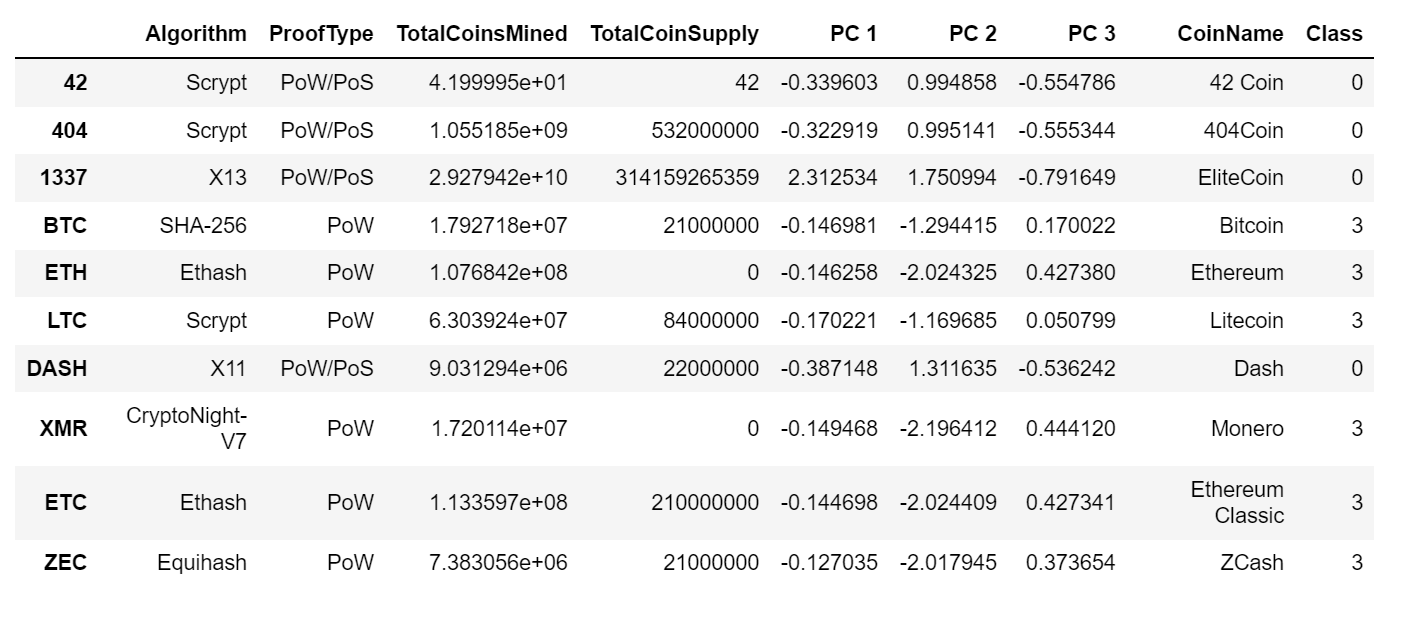 Algorithm ProofType TotalCoinsMined TotalCoinSupply PC 1 PC 2 PC 3 CoinName Class
42 Scrypt PoW/PoS 4.199995e+01 42 -0.339603 0.994858 -0.554786 42 Coin 0
404 Scrypt PoW/PoS 1.055185e+09 532000000 -0.322919 0.995141 -0.555344 404Coin 0
1337 X13 PoW/PoS 2.927942e+10 314159265359 2.312534 1.750994 -0.791649 EliteCoin 0
BTC SHA-256 PoW 1.792718e+07 21000000 -0.146981 -1.294415 0.170022 Bitcoin 3
ETH Ethash PoW 1.076842e+08 0 -0.146258 -2.024325 0.427380 Ethereum 3
LTC Scrypt PoW 6.303924e+07 84000000 -0.170221 -1.169685 0.050799 Litecoin 3
DASH X11 PoW/PoS 9.031294e+06 22000000 -0.387148 1.311635 -0.536242 Dash 0
XMR CryptoNight-
V7 PoW 1.720114e+07 0 -0.149468 -2.196412 0.444120 Monero 3
ETC Ethash PoW 1.133597e+08 210000000 -0.144698 -2.024409 0.427341 Ethereum
Classic 3
ZEC Equihash PoW 7.383056e+06 21000000 -0.127035 -2.017945 0.373654 ZCash 3